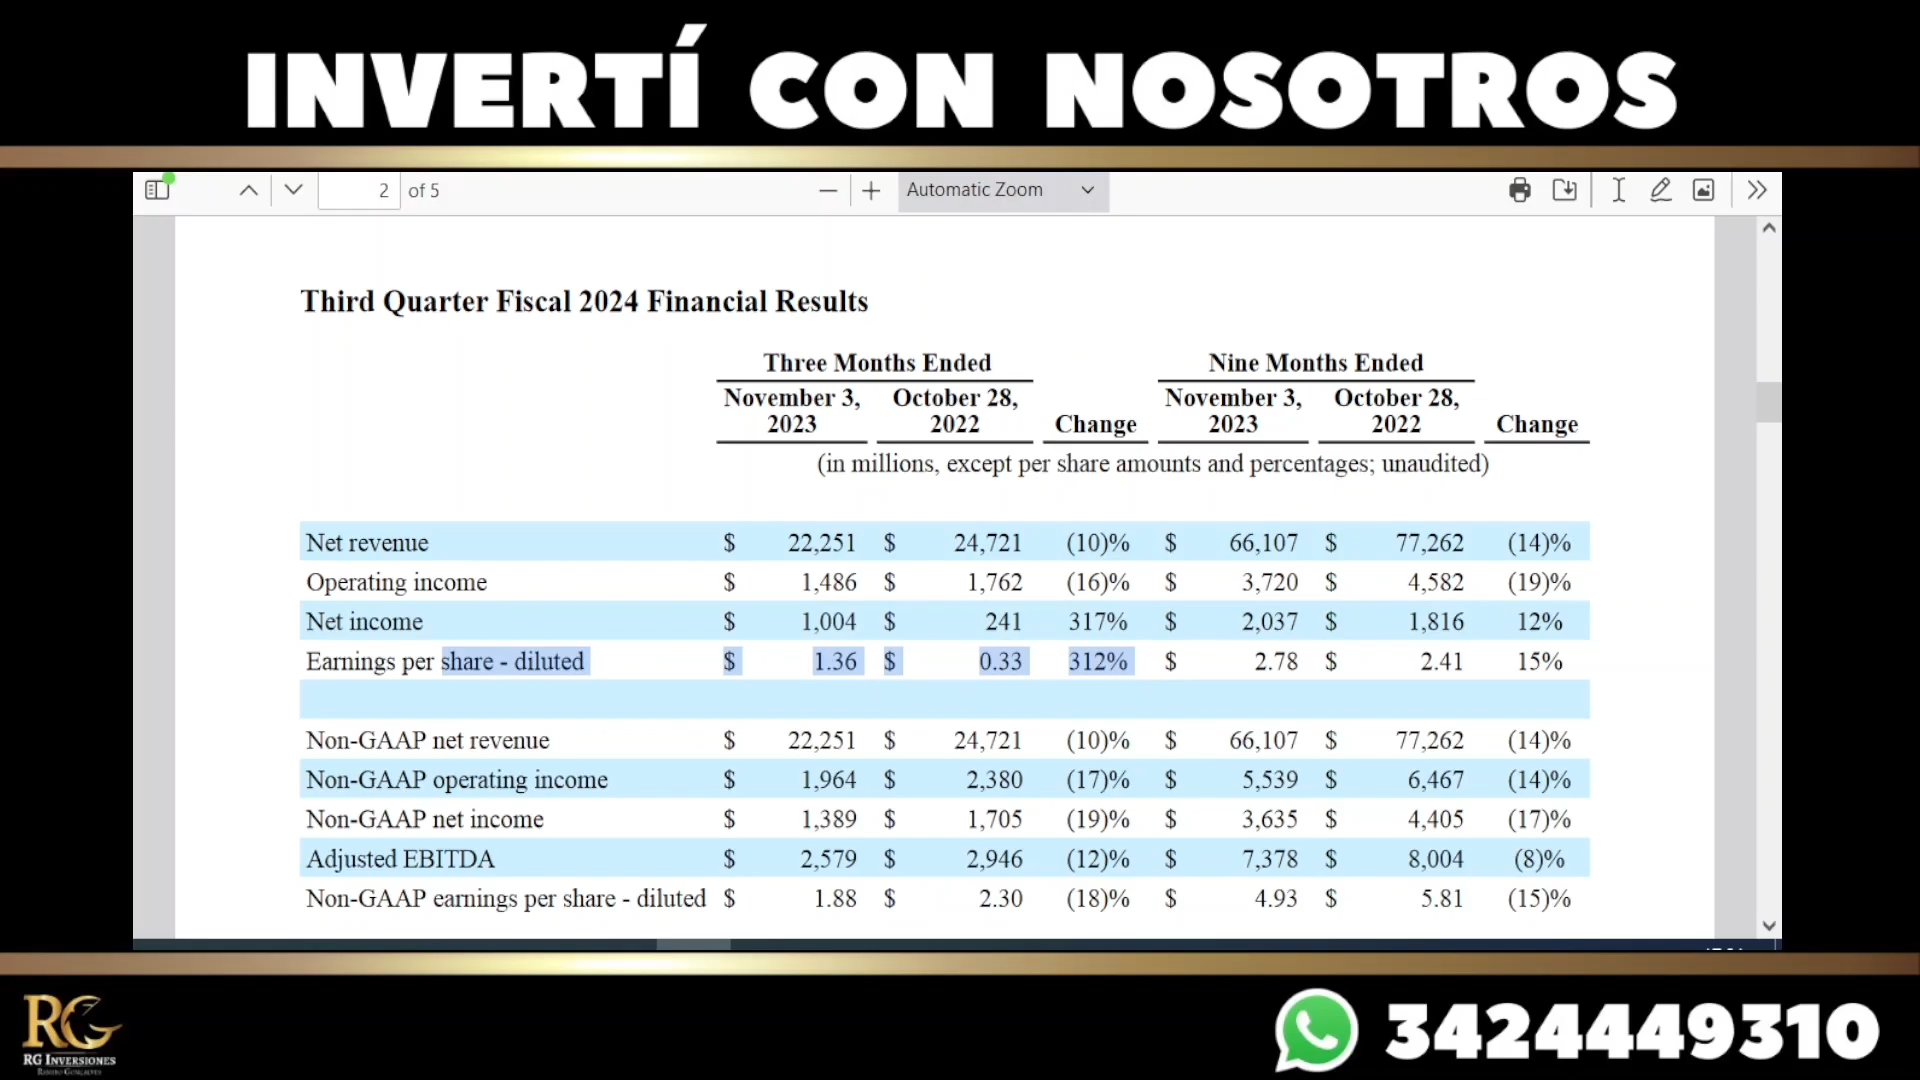 INVERTÍ CON NOSOTROS
2 of 5 Automatic Zoom
Third Quarter Fiscal 2024 Financial Results
Three Months Ended Nine Months Ended
November 3, October 28, November 3, October 28,
2023 2022 Change 2023 2022 Change
(in millions, except per share amounts and percentages; unaudited)
Net revenue $ 22,251 $ 24,721 (10)% $ 66,107 $ 77,262 (14)%
Operating income $ 1,486 $ 1,762 (16)% $ 3,720 $ 4,582 (19)%
Net income $ 1,004 $ 241 317% $ 2,037 $ 1,816 12%
Earnings per share - diluted $ 1.36 $ 0.33 312% $ 2.78 $ 2.41 15%
Non-GAAP net revenue $ 22,251 $ 24,721 (10)% $ 66,107 $ 77,262 (14)%
Non-GAAP operating income $ 1,964 $ 2,380 (17)% $ 5,539 $ 6,467 (14)%
Non-GAAP net income $ 1,389 $ 1,705 (19)% $ 3,635 $ 4,405 (17)%
Adjusted EBITDA $ 2,579 $ 2,946 (12)% $ 7,378 $ 8,004 (8)%
Non-GAAP earnings per share - diluted $ 1.88 $ 2.30 (18)% $ 4.93 $ 5.81 (15)%
RG
RG INVERSIONES
3424449310